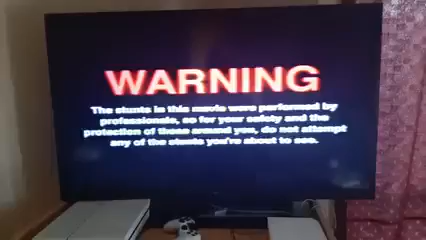 WARNING
The stunts in this movie were performed by
professionals, so for your safety and the
protection of those around you, do not attempt
any of the stunts you're about to see.